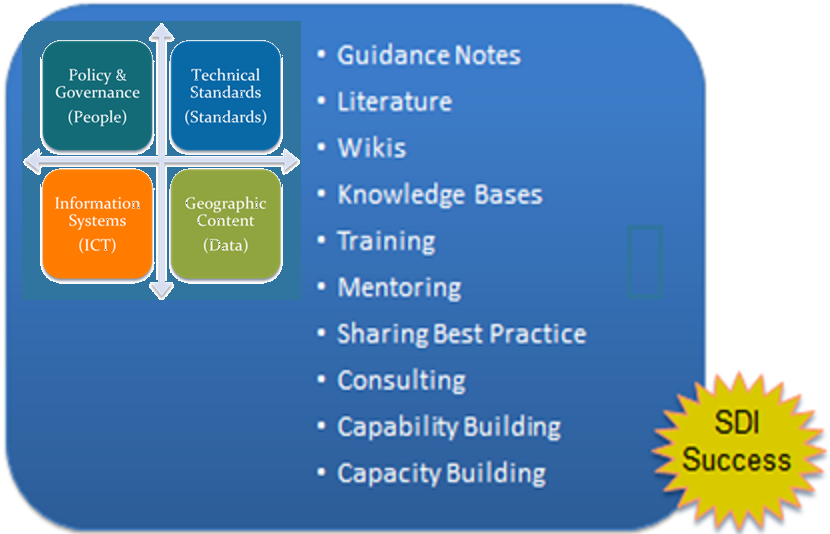 Policy &
Governance
(People)
Technical
Standards
(Standards)
Information
Systems
(ICT)
Geographic
Content
(Data)
• Guidance Notes
• Literature
• Wikis
• Knowledge Bases
• Training
• Mentoring
• Sharing Best Practice
• Consulting
• Capability Building
• Capacity Building
SDI
Success